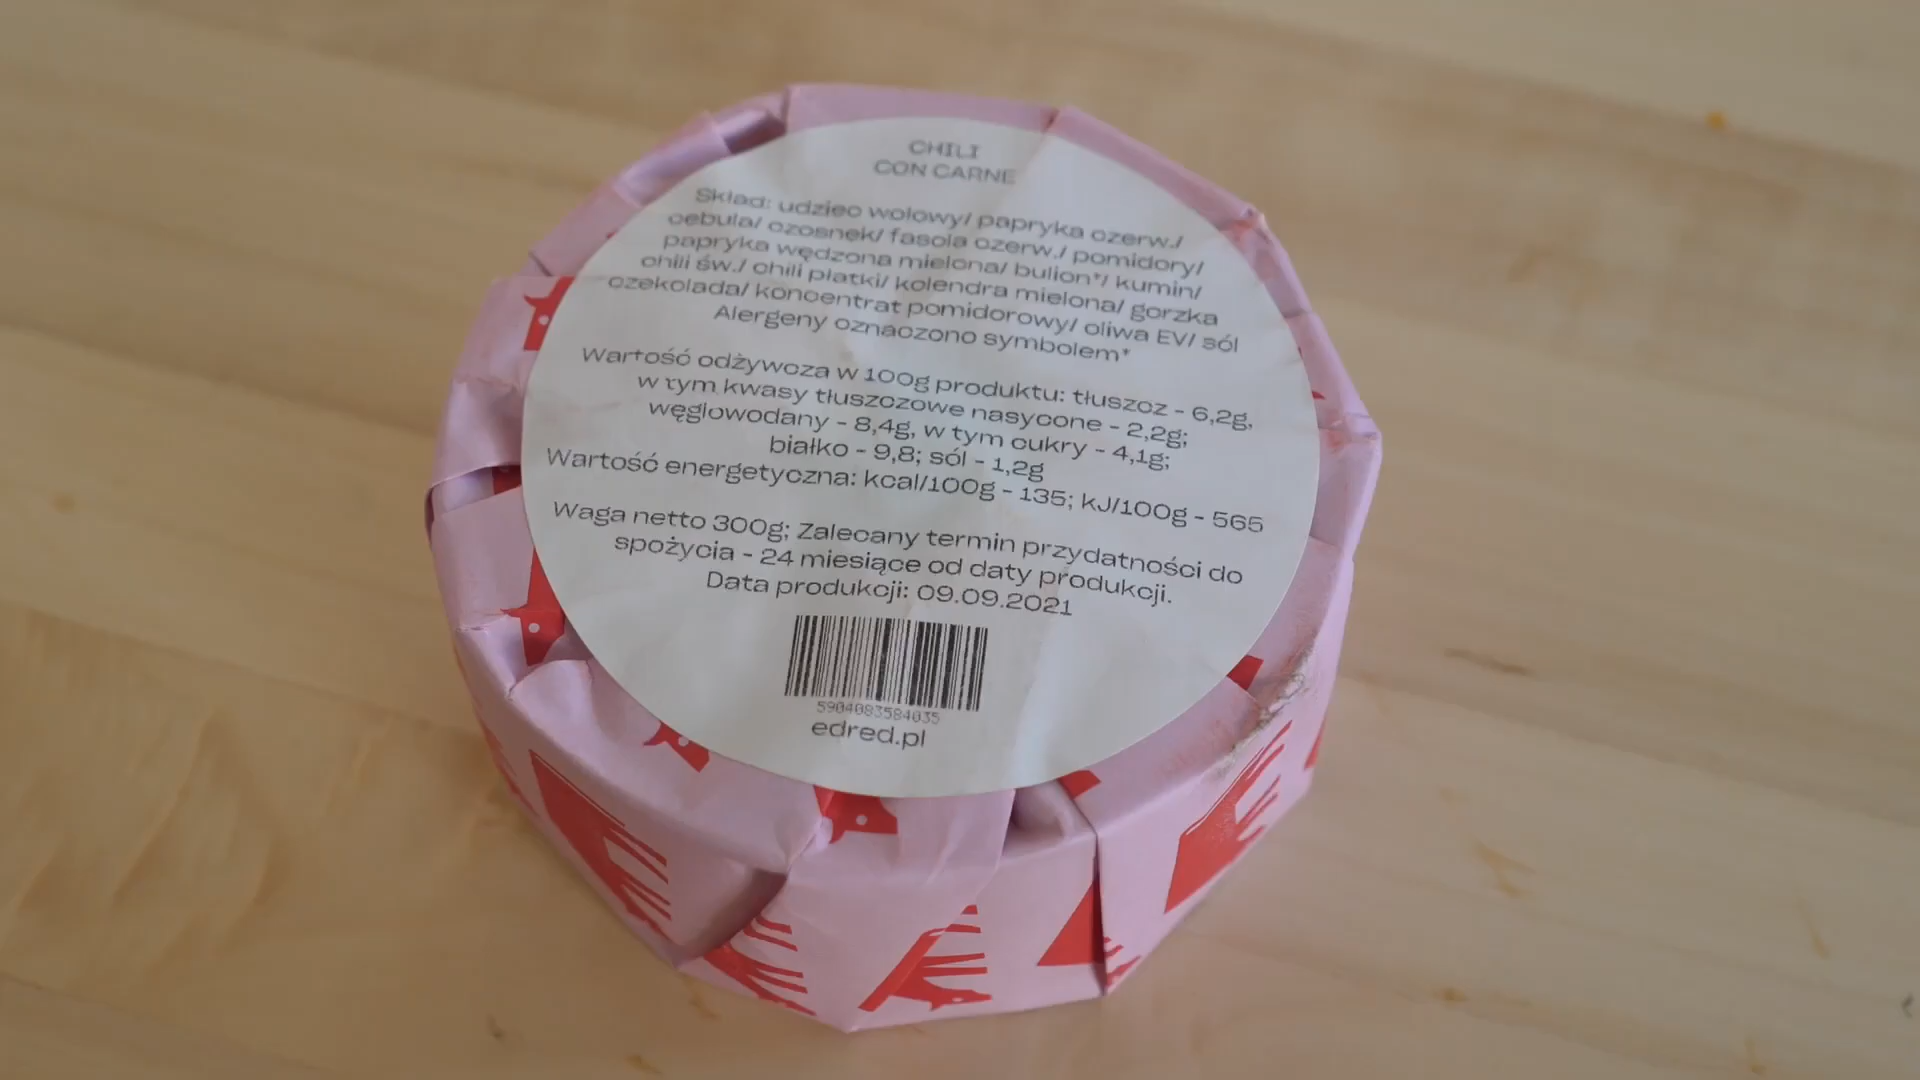 CHILI
CON CARNE
Skład: udziec wołowy/ papryka czerw./
cebula/ czosnek/ fasola czerw./ pomidory/
papryka wędzona mielona/ bulion*/ kumin/
chili św./ chili płatki/ kolendra mielona/ gorzka
czekolada/ koncentrat pomidorowy/ oliwa EV/ sól
Alergeny oznaczono symbolem*
Wartość odżywcza w 100g produktu: tłuszcz - 6,2g,
w tym kwasy tłuszczowe nasycone - 2,2g;
węglowodany - 8,4g, w tym cukry - 4,1g;
białko - 9,8; sól - 1,2g
Wartość energetyczna: kcal/100g - 135; kJ/100g - 565
Waga netto 300g; Zalecany termin przydatności do
spożycia - 24 miesiące od daty produkcji.
Data produkcji: 09.09.2021
5904083584035
edred.pl